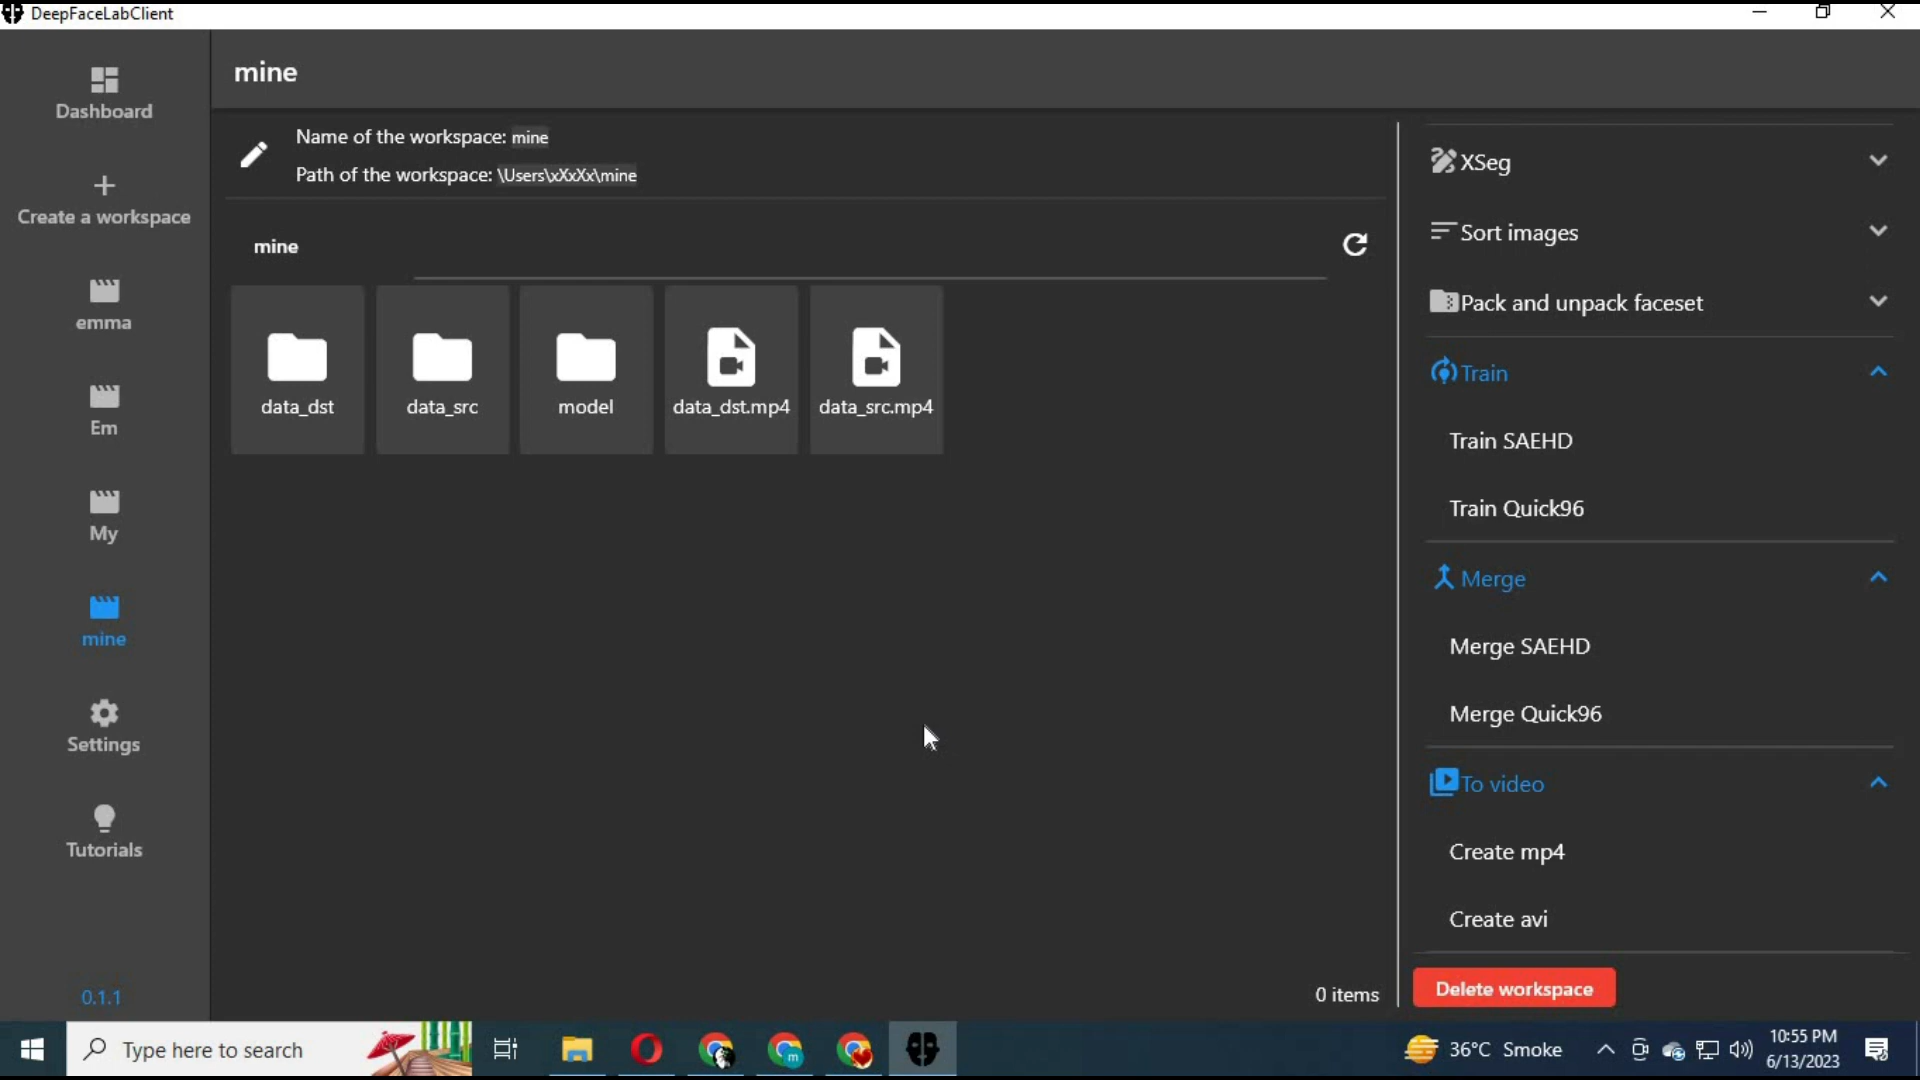 DeepFaceLabClient
mine
Dashboard
Create a workspace
emma
Em
My
mine
Settings
Tutorials
0.1.1
Name of the workspace: mine
Path of the workspace: \Users\xXxXx\mine
mine
data_dst
data_src
model
data_dst.mp4
data_src.mp4
0 items
XSeg
Sort images
Pack and unpack faceset
Train
Train SAEHD
Train Quick96
Merge
Merge SAEHD
Merge Quick96
To video
Create mp4
Create avi
Delete workspace
Type here to search
m
36°C Smoke
10:55 PM
6/13/2023